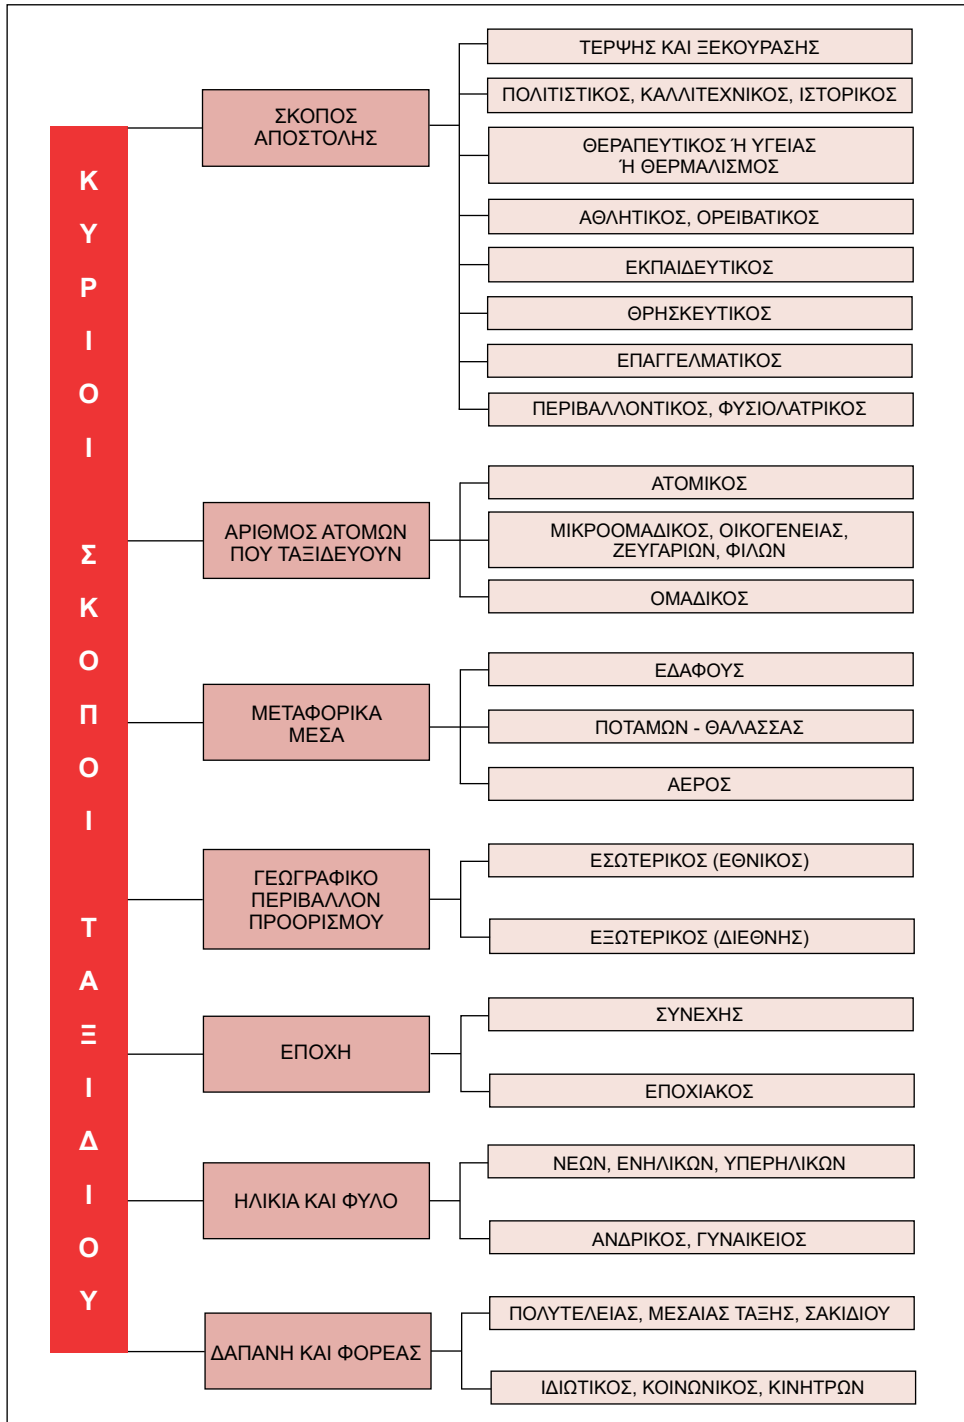 ΚΥΡΙΟΙ ΣΚΟΠΟΙ ΤΑΞΙΔΙΟΥ
ΣΚΟΠΟΣ
ΑΠΟΣΤΟΛΗΣ
ΤΕΡΨΗΣ ΚΑΙ ΞΕΚΟΥΡΑΣΗΣ
ΠΟΛΙΤΙΣΤΙΚΟΣ, ΚΑΛΛΙΤΕΧΝΙΚΟΣ, ΙΣΤΟΡΙΚΟΣ
ΘΕΡΑΠΕΥΤΙΚΟΣ Ή ΥΓΕΙΑΣ
Ή ΘΕΡΜΑΛΙΣΜΟΣ
ΑΘΛΗΤΙΚΟΣ, ΟΡΕΙΒΑΤΙΚΟΣ
ΕΚΠΑΙΔΕΥΤΙΚΟΣ
ΘΡΗΣΚΕΥΤΙΚΟΣ
ΕΠΑΓΓΕΛΜΑΤΙΚΟΣ
ΠΕΡΙΒΑΛΛΟΝΤΙΚΟΣ, ΦΥΣΙΟΛΑΤΡΙΚΟΣ
ΑΡΙΘΜΟΣ ΑΤΟΜΩΝ
ΠΟΥ ΤΑΞΙΔΕΥΟΥΝ
ΑΤΟΜΙΚΟΣ
ΜΙΚΡΟΟΜΑΔΙΚΟΣ, ΟΙΚΟΓΕΝΕΙΑΣ,
ΖΕΥΓΑΡΙΩΝ, ΦΙΛΩΝ
ΟΜΑΔΙΚΟΣ
ΜΕΤΑΦΟΡΙΚΑ
ΜΕΣΑ
ΕΔΑΦΟΥΣ
ΠΟΤΑΜΩΝ - ΘΑΛΑΣΣΑΣ
ΑΕΡΟΣ
ΓΕΩΓΡΑΦΙΚΟ
ΠΕΡΙΒΑΛΛΟΝ
ΠΡΟΟΡΙΣΜΟΥ
ΕΣΩΤΕΡΙΚΟΣ (ΕΘΝΙΚΟΣ)
ΕΞΩΤΕΡΙΚΟΣ (ΔΙΕΘΝΗΣ)
ΕΠΟΧΗ
ΣΥΝΕΧΗΣ
ΕΠΟΧΙΑΚΟΣ
ΗΛΙΚΙΑ ΚΑΙ ΦΥΛΟ
ΝΕΩΝ, ΕΝΗΛΙΚΩΝ, ΥΠΕΡΗΛΙΚΩΝ
ΑΝΔΡΙΚΟΣ, ΓΥΝΑΙΚΕΙΟΣ
ΔΑΠΑΝΗ ΚΑΙ ΦΟΡΕΑΣ
ΠΟΛΥΤΕΛΕΙΑΣ, ΜΕΣΑΙΑΣ ΤΑΞΗΣ, ΣΑΚΙΔΙΟΥ
ΙΔΙΩΤΙΚΟΣ, ΚΟΙΝΩΝΙΚΟΣ, ΚΙΝΗΤΡΩΝ